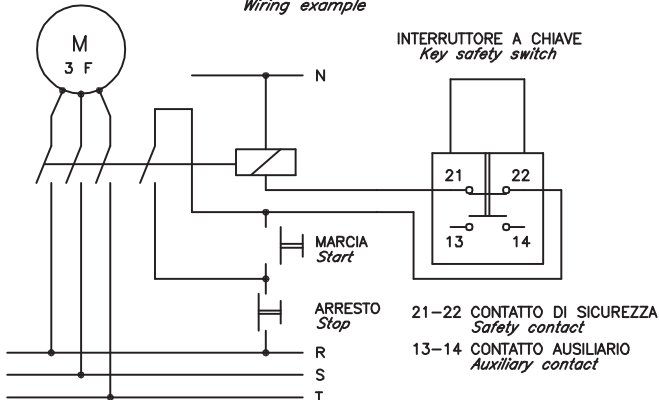 Wiring example
M
3 F
N
INTERRUTTORE A CHIAVE
Key safety switch
21 22
13 14
MARCIA
Start
ARRESTO
Stop
R
S
T
21-22 CONTATTO DI SICUREZZA
Safety contact
13-14 CONTATTO AUSILIARIO
Auxiliary contact